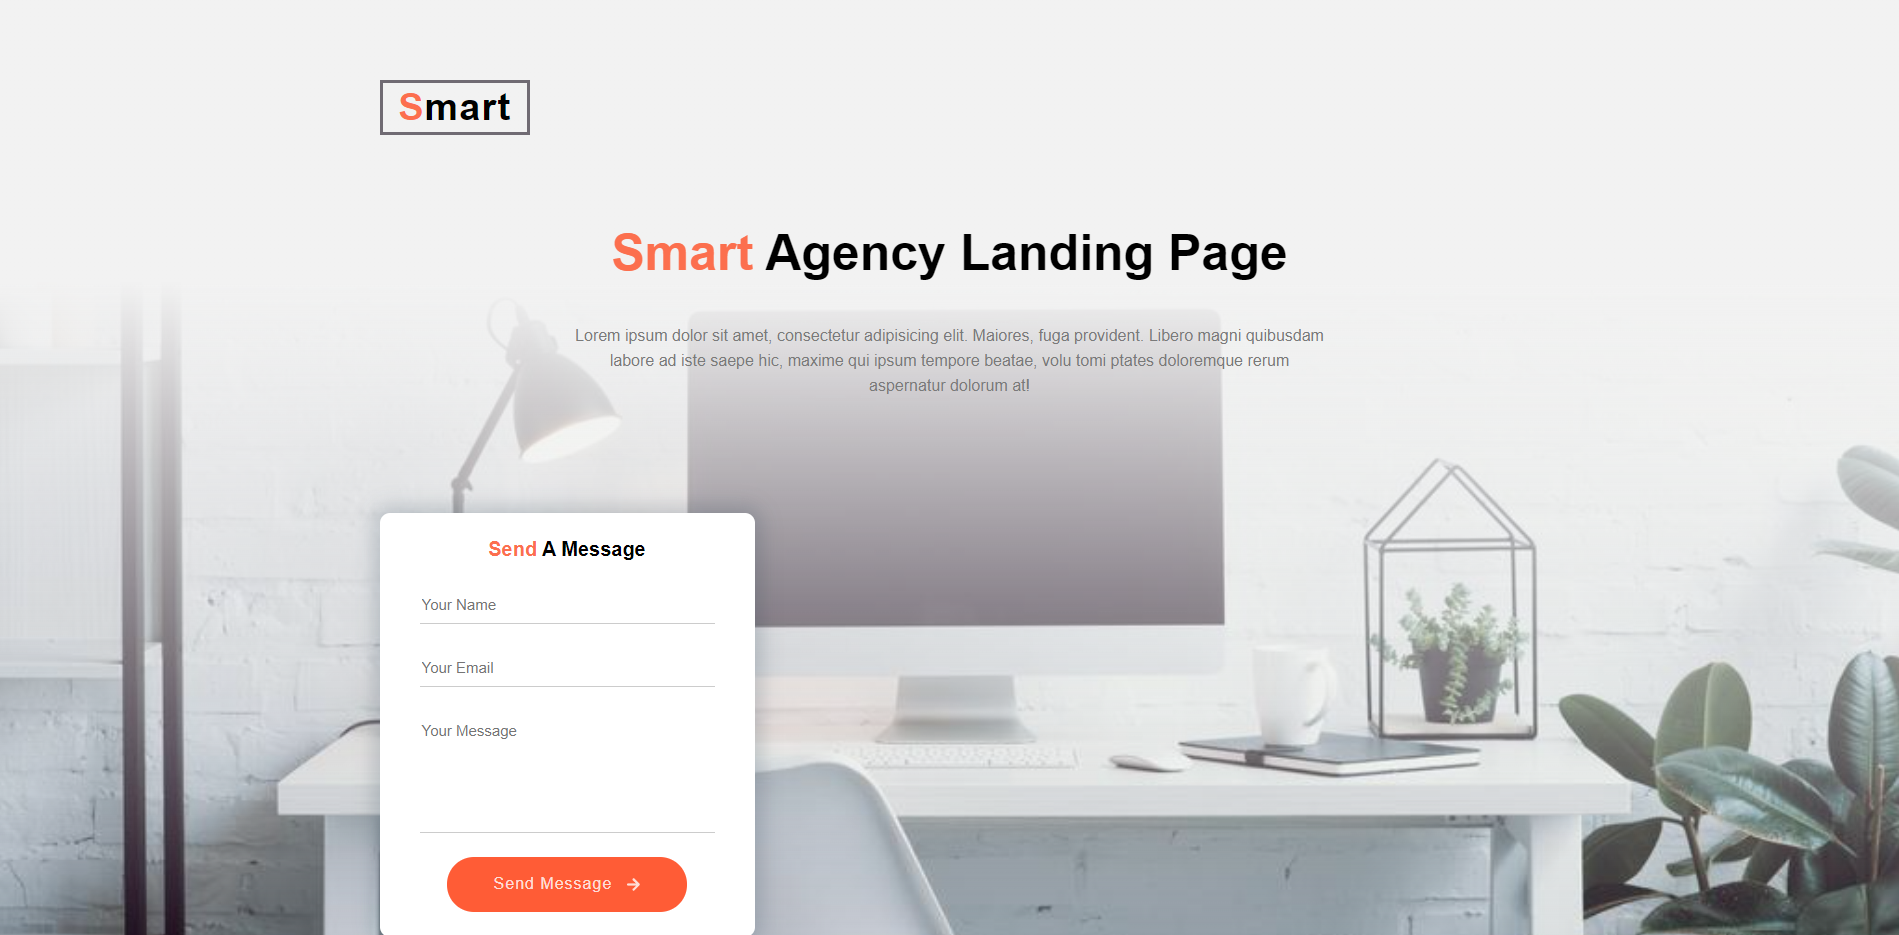 Smart
Smart Agency Landing Page
Lorem ipsum dolor sit amet, consectetur adipisicing elit. Maiores, fuga provident. Libero magni quibusdam
labore ad iste saepe hic, maxime qui ipsum tempore beatae, volu tomi ptates doloremque rerum
aspernatur dolorum at!
Send A Message
Your Name
Your Email
Your Message
Send Message